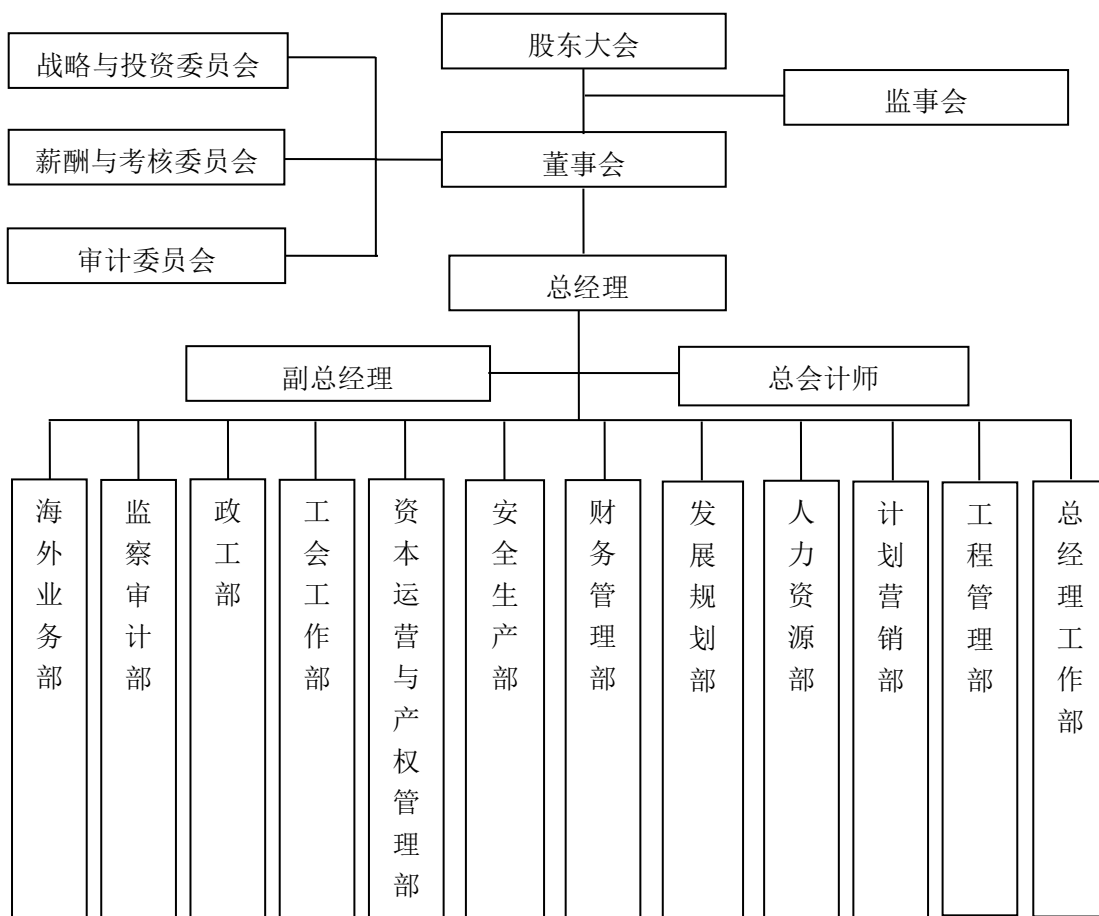 股东大会
战略与投资委员会
监事会
薪酬与考核委员会
董事会
审计委员会
总经理
副总经理
总会计师
海外业务部
监察审计部
政工部
工会工作部
资本运营与产权管理部
安全生产部
财务管理部
发展规划部
人力资源部
计划营销部
工程管理部
总经理工作部